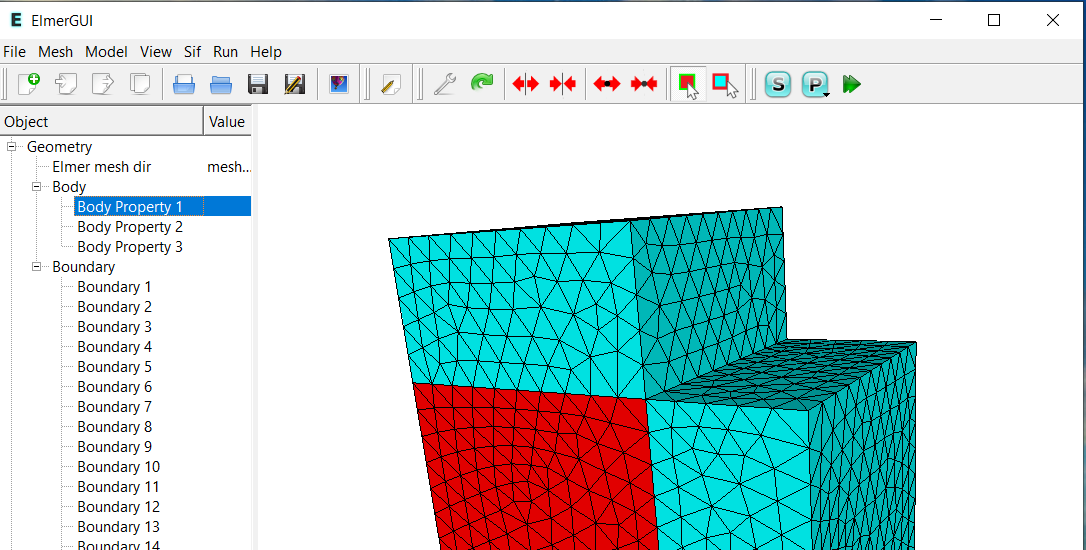 E ElmerGUI
File Mesh Model View Sif Run Help
S P
Object Value
Geometry
Elmer mesh dir mesh...
Body
Body Property 1
Body Property 2
Body Property 3
Boundary
Boundary 1
Boundary 2
Boundary 3
Boundary 4
Boundary 5
Boundary 6
Boundary 7
Boundary 8
Boundary 9
Boundary 10
Boundary 11
Boundary 12
Boundary 13
Boundary 14